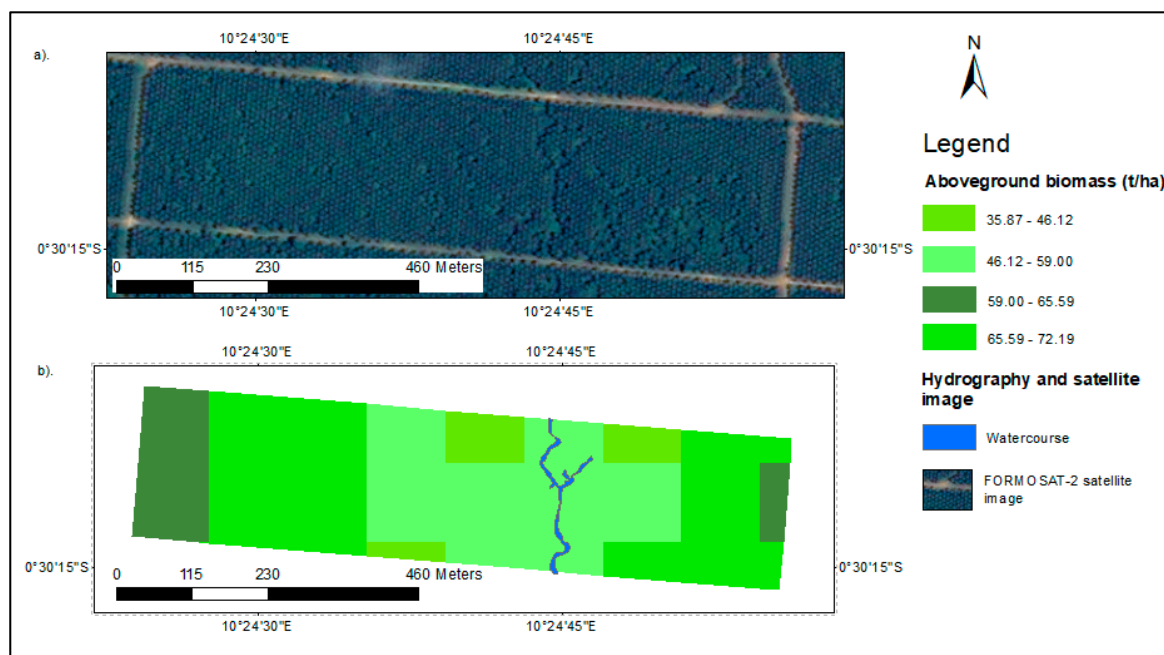 10°24'30"E 10°24'45"E
a).
0°30'15"S 0°30'15"S
0 115 230 460 Meters
10°24'30"E 10°24'45"E
10°24'30"E 10°24'45"E
b).
0°30'15"S 0°30'15"S
0 115 230 460 Meters
10°24'30"E 10°24'45"E
N
Legend
Aboveground biomass (t/ha)
35.87 - 46.12
46.12 - 59.00
59.00 - 65.59
65.59 - 72.19
Hydrography and satellite
image
Watercourse
FORMOSAT-2 satellite
image